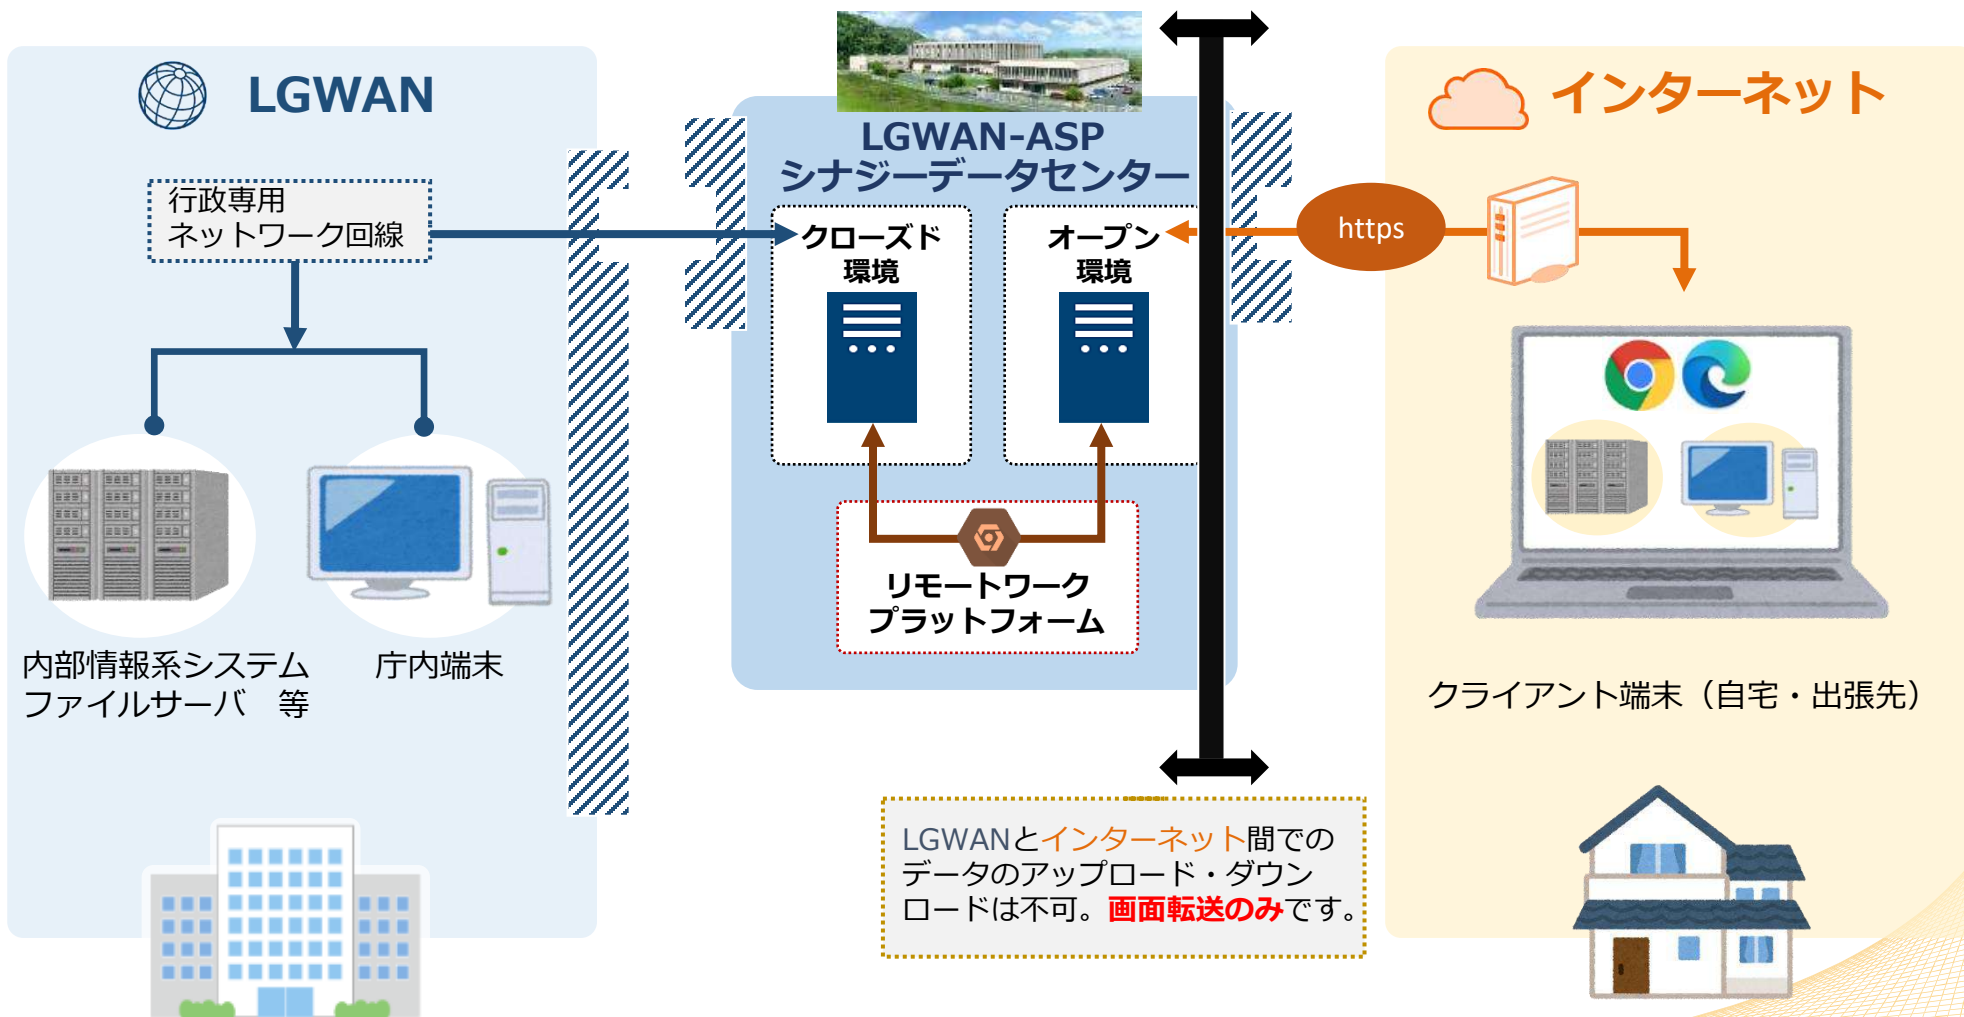 LGWAN
行政専用
ネットワーク回線
内部情報系システム
ファイルサーバ　等
庁内端末
LGWAN-ASP
シナジーデータセンター
クローズド
環境
オープン
環境
リモートワーク
プラットフォーム
LGWANとインターネット間での
データのアップロード・ダウン
ロードは不可。画面転送のみです。
インターネット
https
クライアント端末（自宅・出張先）